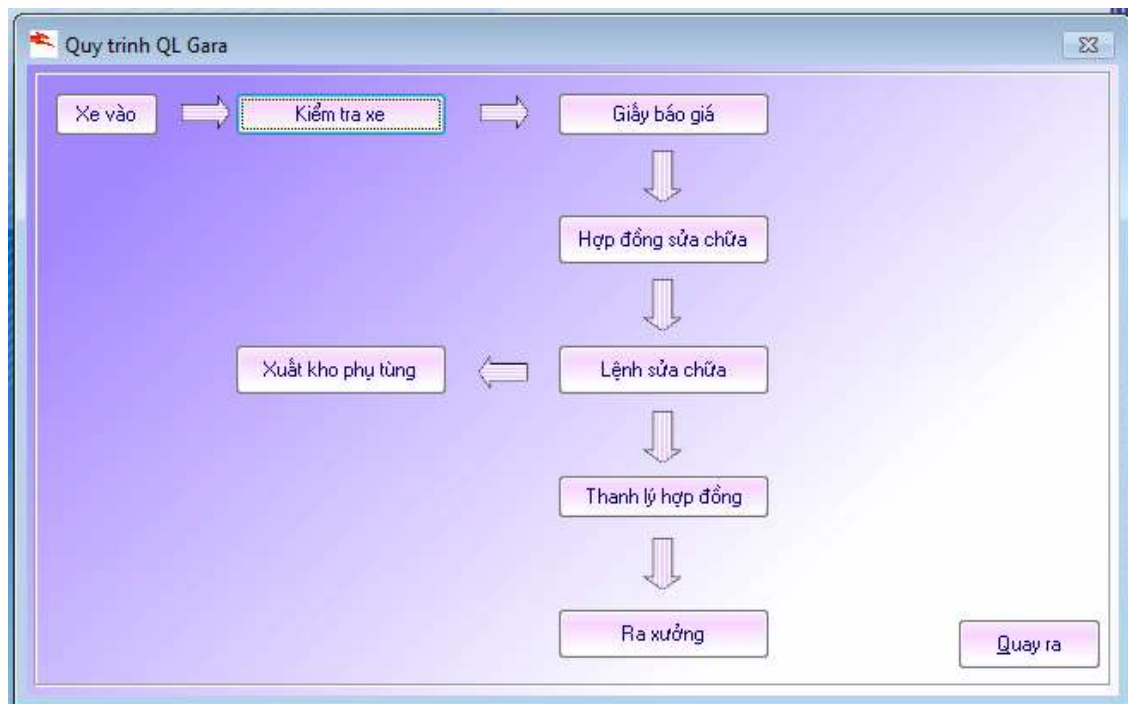 Quy trinh QL Gara
Xe vào
Kiểm tra xe
Giấy báo giá
Hợp đồng sửa chữa
Xuất kho phụ tùng
Lệnh sửa chữa
Thanh lý hợp đồng
Ra xưởng
Quay ra